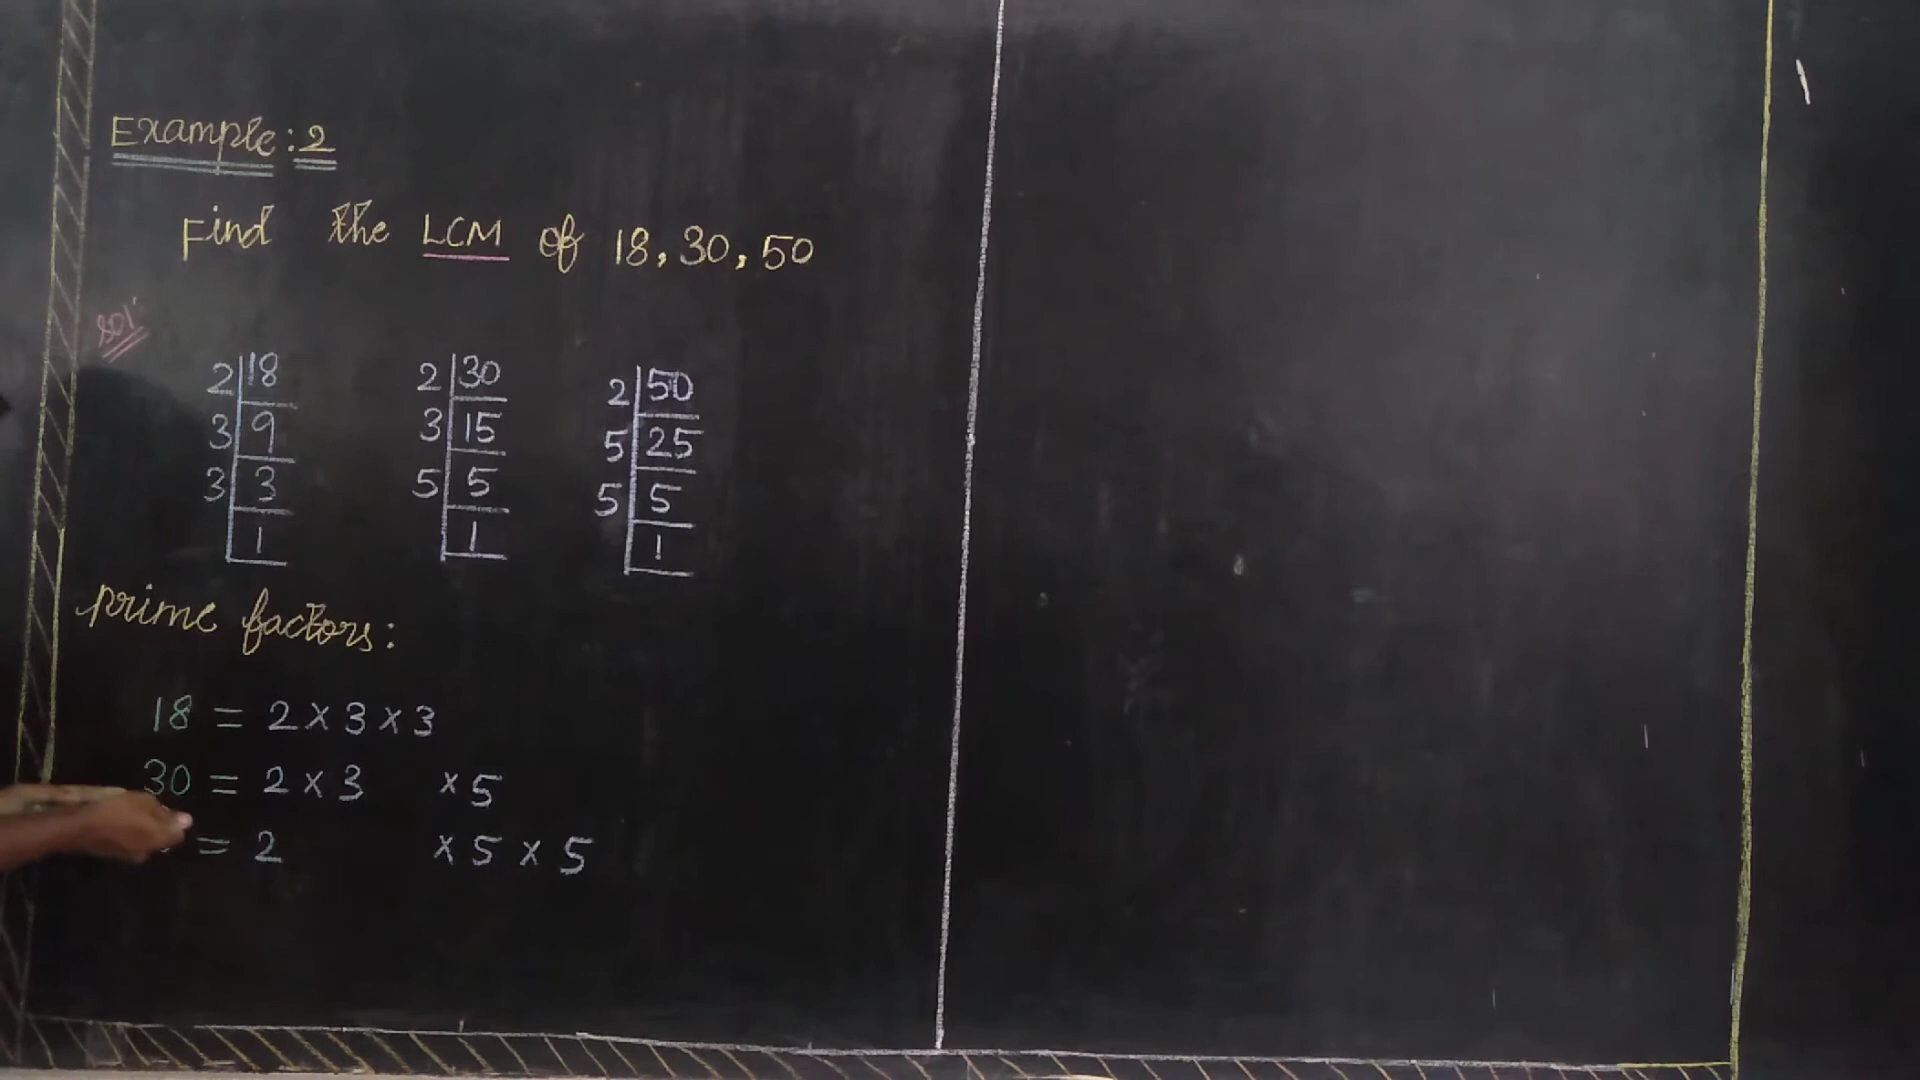 Example: 2
Find the LCM of 18, 30, 50
Sol:
2 18
3 9
3 3
1
2 30
3 15
5 5
1
2 50
5 25
5 5
1
prime factors:
18 = 2 x 3 x 3
30 = 2 x 3 x 5
= 2 x 5 x 5